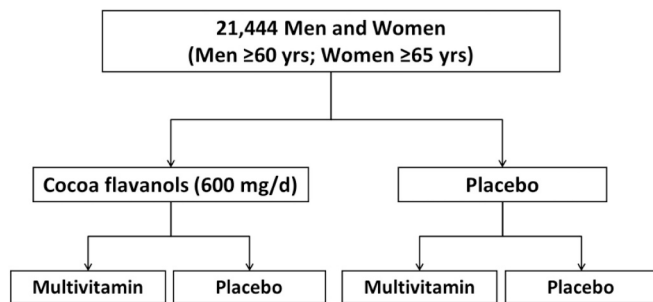 21,444 Men and Women
(Men ≥60 yrs; Women ≥65 yrs)
Cocoa flavanols (600 mg/d)
Placebo
Multivitamin
Placebo
Multivitamin
Placebo